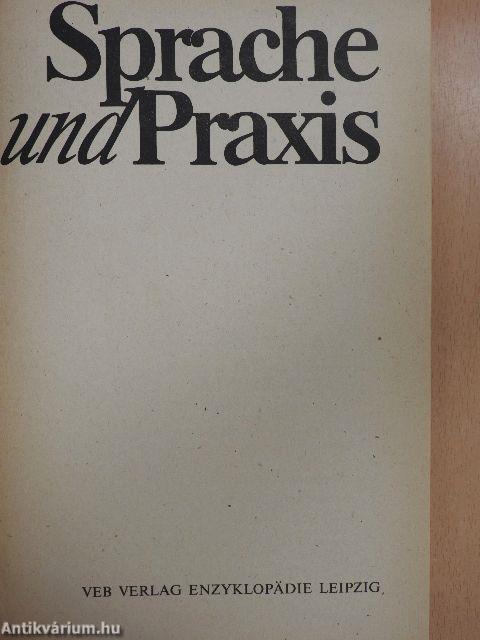 Sprache
und Praxis
VEB VERLAG ENZYKLOPÄDIE LEIPZIG
Antikvárium.hu